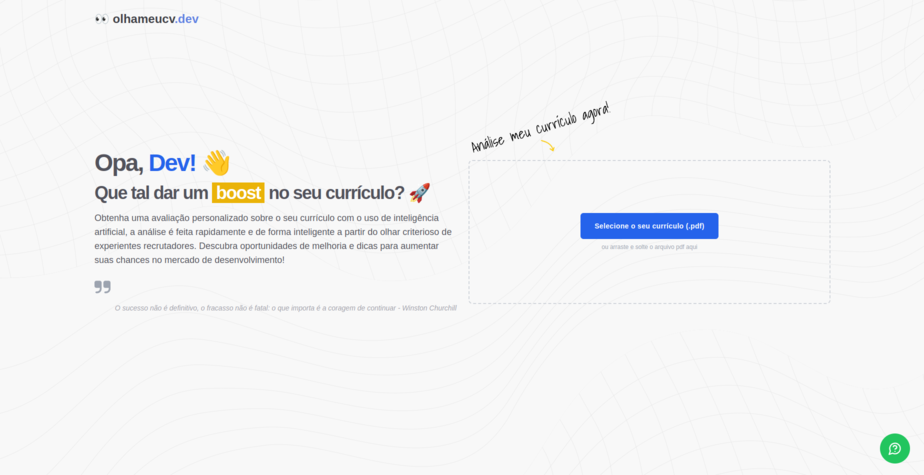 👀 olhameucv.dev
Análise meu currículo agora!
Opa, Dev! 👋
Que tal dar um boost no seu currículo? 🚀
Obtenha uma avaliação personalizado sobre o seu currículo com o uso de inteligência
artificial, a análise é feita rapidamente e de forma inteligente a partir do olhar criterioso de
experientes recrutadores. Descubra oportunidades de melhoria e dicas para aumentar
suas chances no mercado de desenvolvimento!
O sucesso não é definitivo, o fracasso não é fatal: o que importa é a coragem de continuar - Winston Churchill
Selecione o seu currículo (.pdf)
ou arraste e solte o arquivo pdf aqui